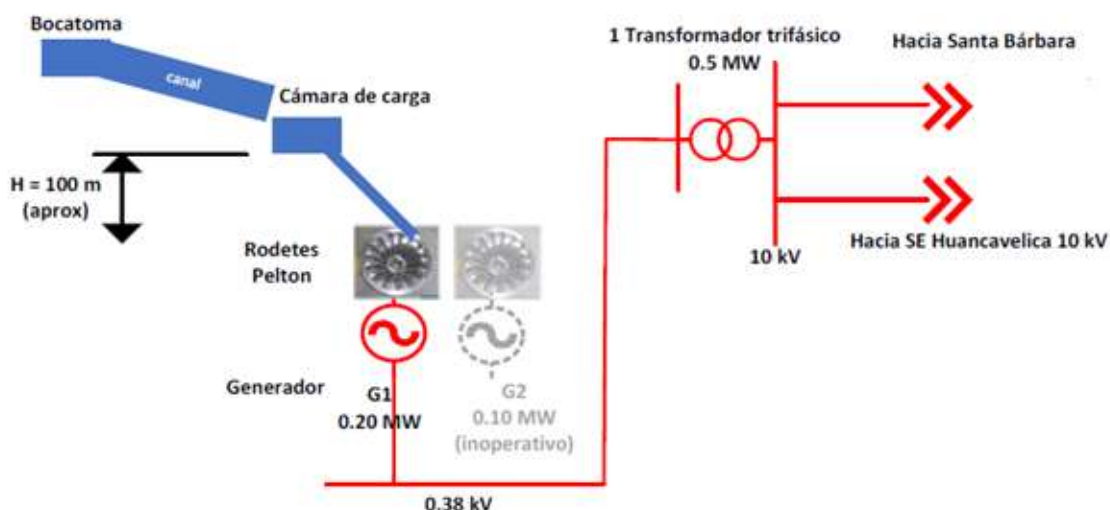 Bocatoma
canal
Cámara de carga
H = 100 m
(aprox)
Rodetes
Pelton
Generador
G1
0.20 MW
G2
0.10 MW
(inoperativo)
0.38 kV
1 Transformador trifásico
0.5 MW
10 kV
Hacia Santa Bárbara
Hacia SE Huancavelica 10 kV